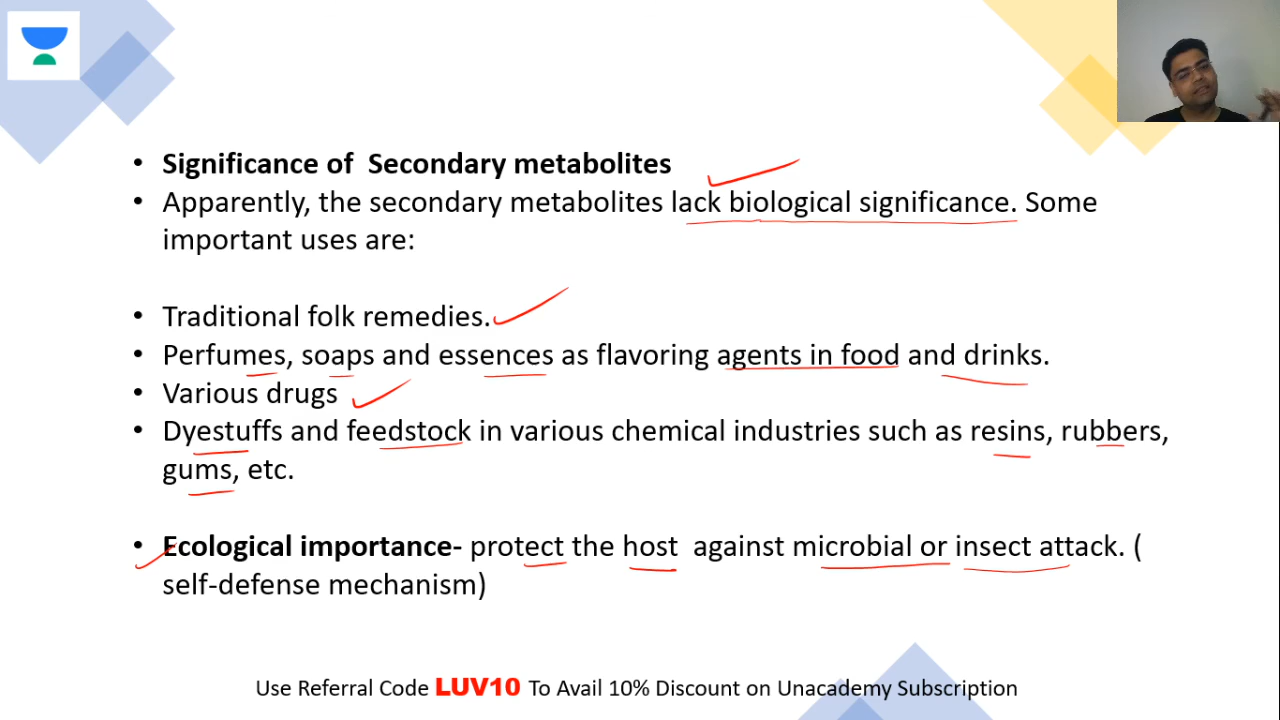 • Significance of Secondary metabolites
• Apparently, the secondary metabolites lack biological significance. Some
important uses are:
• Traditional folk remedies.
• Perfumes, soaps and essences as flavoring agents in food and drinks.
• Various drugs
• Dyestuffs and feedstock in various chemical industries such as resins, rubbers,
gums, etc.
• Ecological importance- protect the host against microbial or insect attack. (
self-defense mechanism)
Use Referral Code LUV10 To Avail 10% Discount on Unacademy Subscription